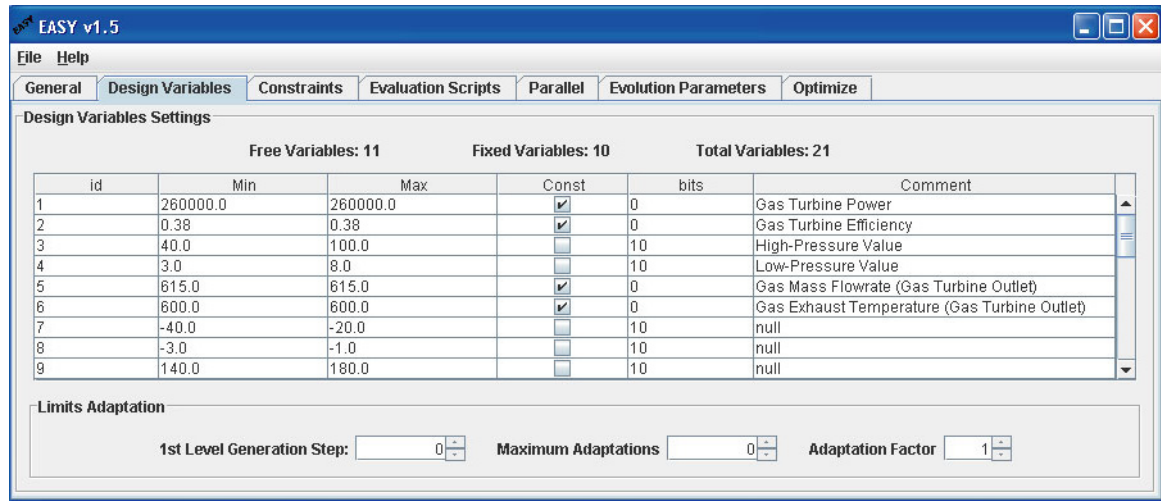 EASY EASY v1.5
File Help
General Design Variables Constraints Evaluation Scripts Parallel Evolution Parameters Optimize
Design Variables Settings
Free Variables: 11 Fixed Variables: 10 Total Variables: 21
id Min Max Const bits Comment
1 260000.0 260000.0 0 Gas Turbine Power
2 0.38 0.38 0 Gas Turbine Efficiency
3 40.0 100.0 10 High-Pressure Value
4 3.0 8.0 10 Low-Pressure Value
5 615.0 615.0 0 Gas Mass Flowrate (Gas Turbine Outlet)
6 600.0 600.0 0 Gas Exhaust Temperature (Gas Turbine Outlet)
7 -40.0 -20.0 10 null
8 -3.0 -1.0 10 null
9 140.0 180.0 10 null
Limits Adaptation
1st Level Generation Step: 0 Maximum Adaptations 0 Adaptation Factor 1